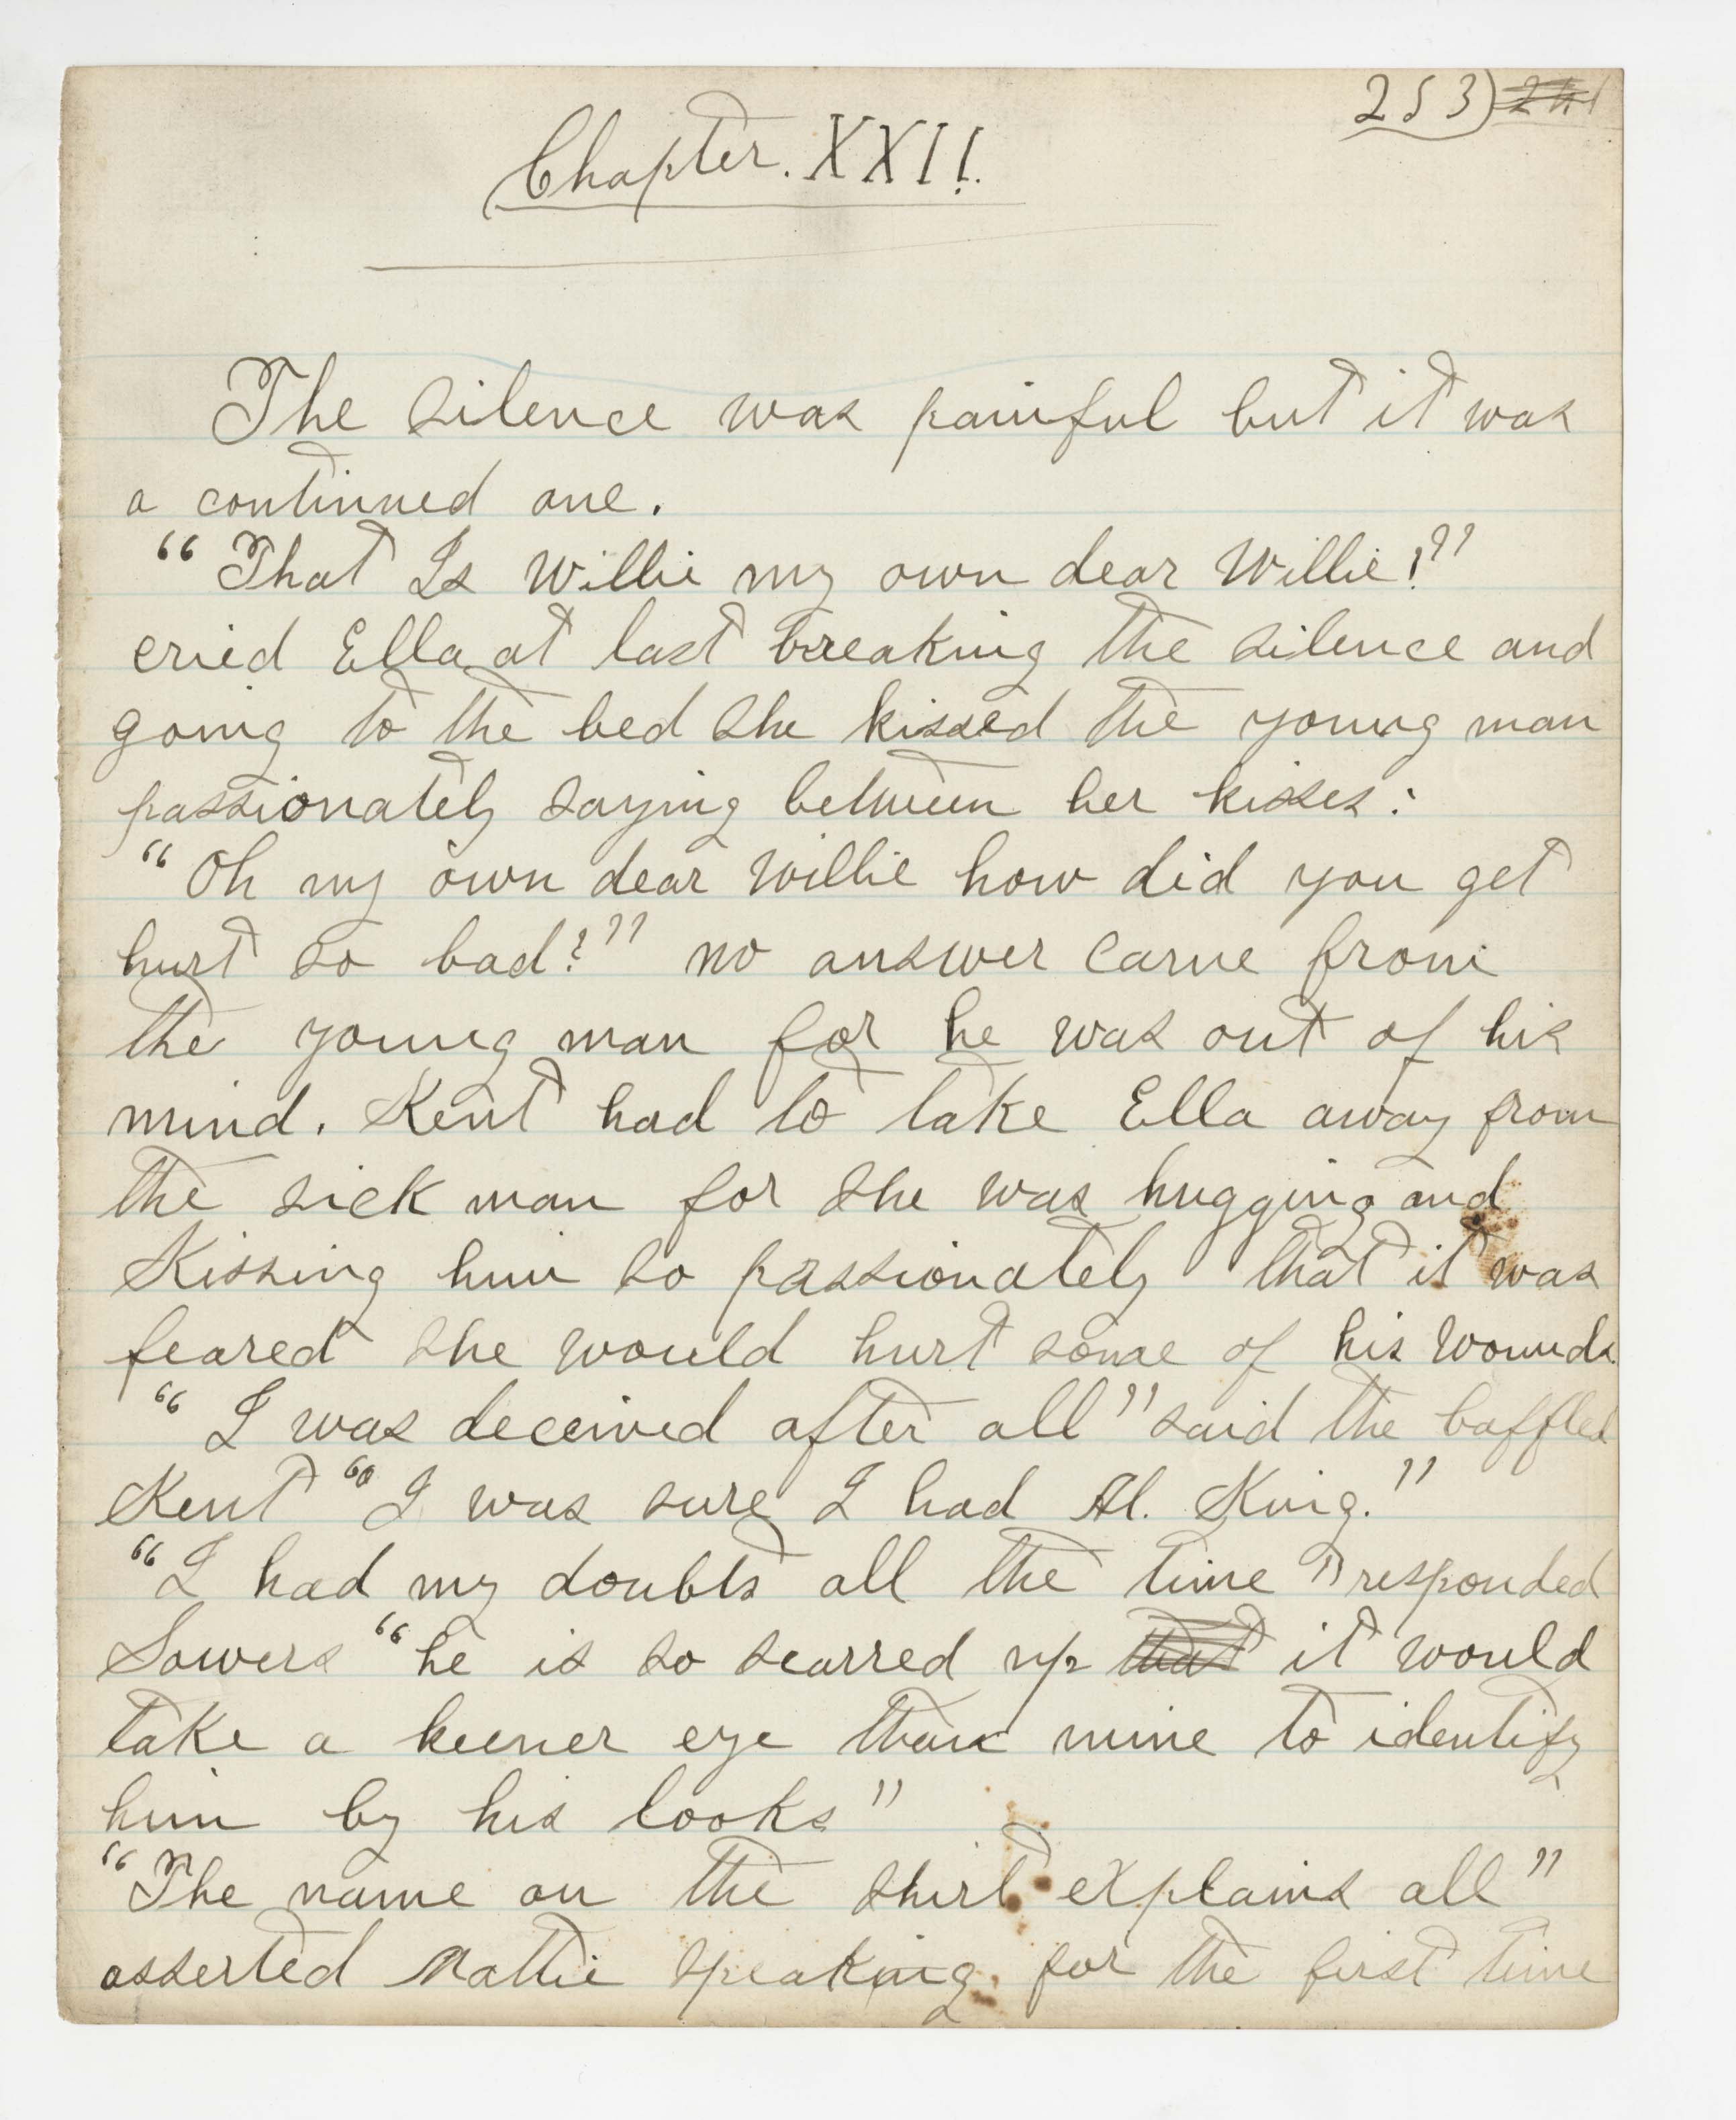 253)
Chapter. XXII.
The silence was painful but it was
a continued one.
"That Is Willie my own dear Willie!"
cried Ella at last breaking the silence and
going to the bed she kissed the young man
passionately saying between her kisses:
"Oh my own dear Willie how did you get
hurt so bad?" no answer came from
the young man for he was out of his
mind. Kent had to take Ella away from
the sick man for she was hugging and
Kissing him so passionately that it was
feared she would hurt some of his wounds.
"I was deceived after all" said the baffled
Kent "I was sure I had Al. King."
"I had my doubts all the time" responded
Sowers "he is so scarred up that it would
take a keener eye than mine to identify
him by his looks"
"The name on the shirt explains all"
asserted Mattie speaking for the first time